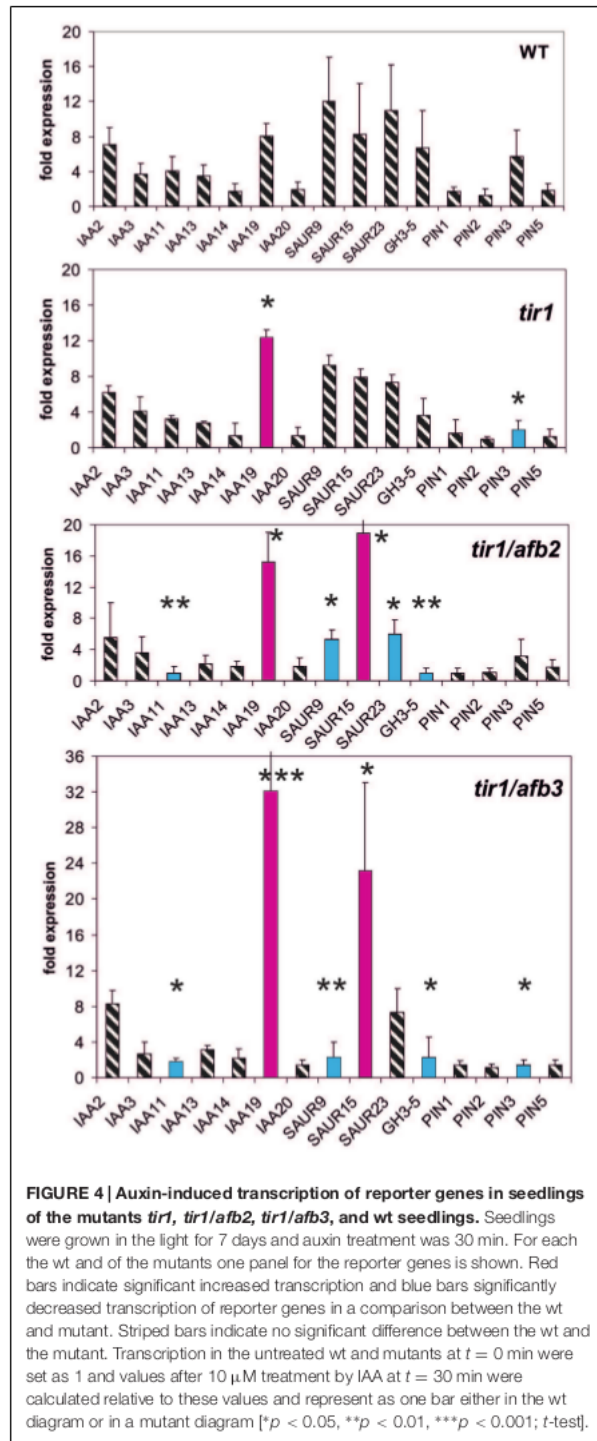 20
16
12
8
4
0
fold expression
WT
IAA2
IAA3
IAA11
IAA13
IAA14
IAA19
IAA20
SAUR9
SAUR15
SAUR23
GH3-5
PIN1
PIN2
PIN3
PIN5
20
16
12
8
4
0
fold expression
tir1
*
*
IAA2
IAA3
IAA11
IAA13
IAA14
IAA19
IAA20
SAUR9
SAUR15
SAUR23
GH3-5
PIN1
PIN2
PIN3
PIN5
20
16
12
8
4
0
fold expression
tir1/afb2
**
*
*
*
*
**
IAA2
IAA3
IAA11
IAA13
IAA14
IAA19
IAA20
SAUR9
SAUR15
SAUR23
GH3-5
PIN1
PIN2
PIN3
PIN5
36
32
28
24
20
16
12
8
4
0
fold expression
tir1/afb3
*
***
**
*
*
*
IAA2
IAA3
IAA11
IAA13
IAA14
IAA19
IAA20
SAUR9
SAUR15
SAUR23
GH3-5
PIN1
PIN2
PIN3
PIN5
FIGURE 4 | Auxin-induced transcription of reporter genes in seedlings
of the mutants tir1, tir1/afb2, tir1/afb3, and wt seedlings. Seedlings
were grown in the light for 7 days and auxin treatment was 30 min. For each
the wt and of the mutants one panel for the reporter genes is shown. Red
bars indicate significant increased transcription and blue bars significantly
decreased transcription of reporter genes in a comparison between the wt
and mutant. Striped bars indicate no significant difference between the wt and
the mutant. Transcription in the untreated wt and mutants at t = 0 min were
set as 1 and values after 10 μM treatment by IAA at t = 30 min were
calculated relative to these values and represent as one bar either in the wt
diagram or in a mutant diagram [*p < 0.05, **p < 0.01, ***p < 0.001; t-test].